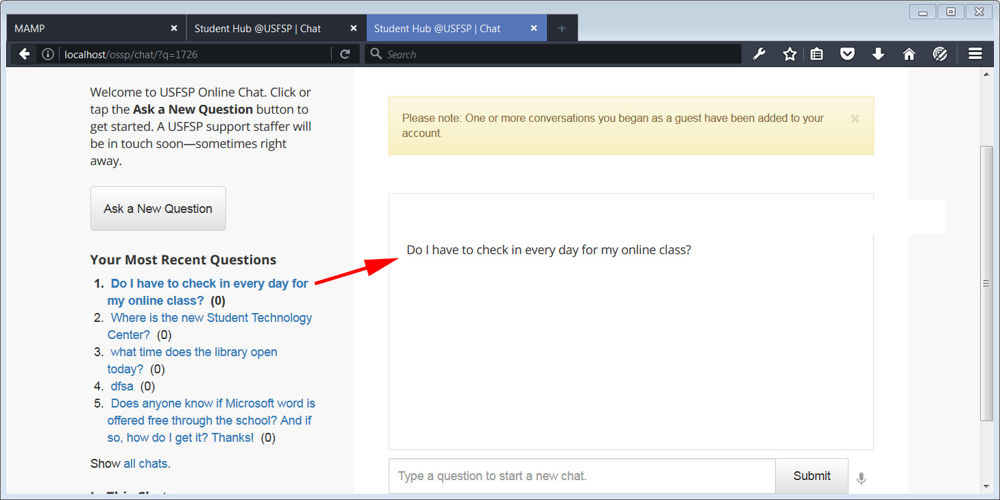 MAMP
Student Hub @USFSP | Chat
Student Hub @USFSP | Chat
localhost/ossp/chat/?q=1726
Search
Welcome to USFSP Online Chat. Click or
tap the Ask a New Question button to
get started. A USFSP support staffer will
be in touch soon—sometimes right
away.
Ask a New Question
Your Most Recent Questions
1. Do I have to check in every day for
my online class? (0)
2. Where is the new Student Technology
Center? (0)
3. what time does the library open
today? (0)
4. dfsa (0)
5. Does anyone know if Microsoft word is
offered free through the school? And if
so, how do I get it? Thanks! (0)
Show all chats.
In This Chat
Please note: One or more conversations you began as a guest have been added to your
account.
Do I have to check in every day for my online class?
Type a question to start a new chat.
Submit